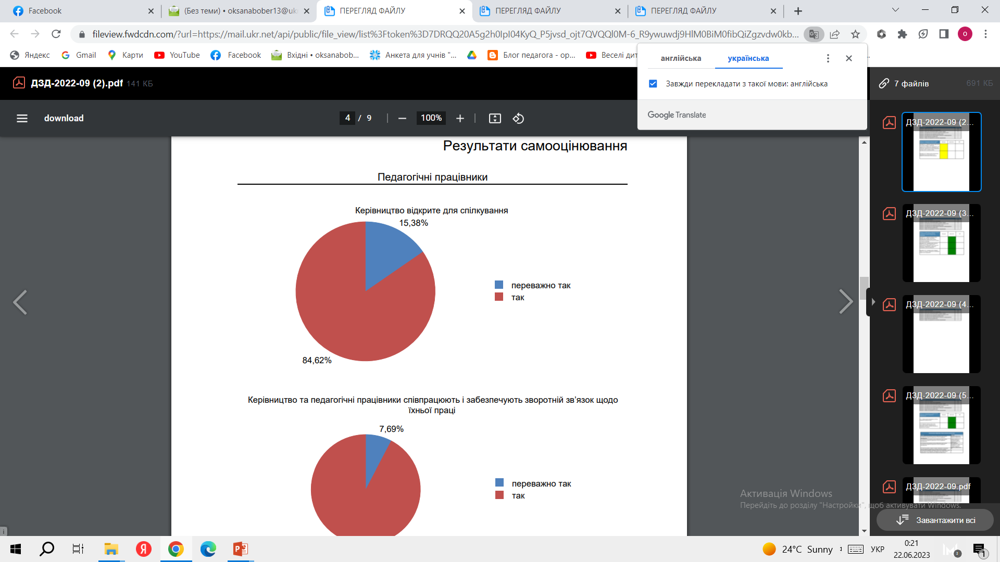 Facebook
(Без теми) • oksanabober13@uk
ПЕРЕГЛЯД ФАЙЛУ
ПЕРЕГЛЯД ФАЙЛУ
ПЕРЕГЛЯД ФАЙЛУ
fileview.fwdcdn.com/?url=https://mail.ukr.net/api/public/file_view/list%3Ftoken%3D7DRQQ20A5g2h0IpI04KyQ_P5jvsd_ojt7QVQQl0M-6_R9ywuwdj9HlM0BiM0fibQiZgzvdw0kb...
О
Яндекс
Gmail
Карти
YouTube
Facebook
Вхідні • oksanabob...
Анкета для учнів "...
Блог педагога - ор...
Веселі дит
англійська
українська
Завжди перекладати з такої мови: англійська
Google Translate
ДЗД-2022-09 (2).pdf 141 КБ
7 файлів
691 КБ
download
4 / 9
100%
Результати самооцінювання
Педагогічні працівники
Керівництво відкрите для спілкування
15,38%
переважно так
так
84,62%
Керівництво та педагогічні працівники співпрацюють і забезпечують зворотній зв’язок щодо
їхньої праці
7,69%
переважно так
так
ДЗД-2022-09 (2...
ДЗД-2022-09 (3...
ДЗД-2022-09 (4...
ДЗД-2022-09 (5...
ДЗД-2022-09.pdf
Активація Windows
Перейдіть до розділу "Настройки", щоб активувати Windows.
Завантажити всі
24°C Sunny
УКР
0:21
22.06.2023
3
1